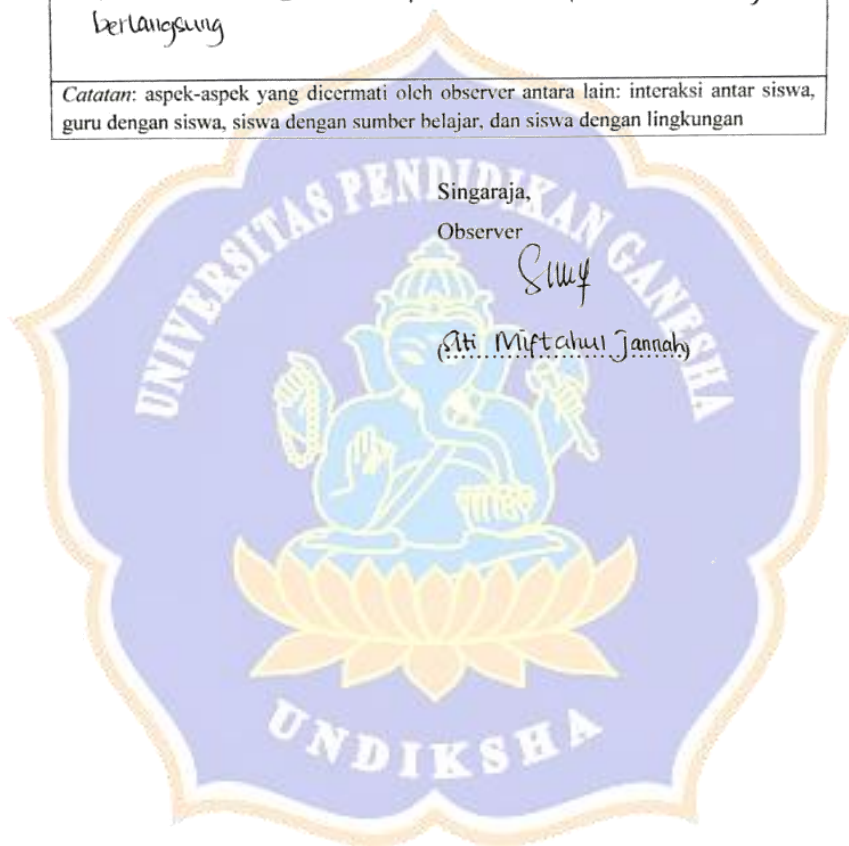 berlangsung
Catatan: aspek-aspek yang dicermati oleh observer antara lain: interaksi antar siswa,
guru dengan siswa, siswa dengan sumber belajar, dan siswa dengan lingkungan
Singaraja,
Observer
(Siti Miftahul Jannah)
UNIVERSITAS PENDIDIKAN GANESHA
UNDIKSHA